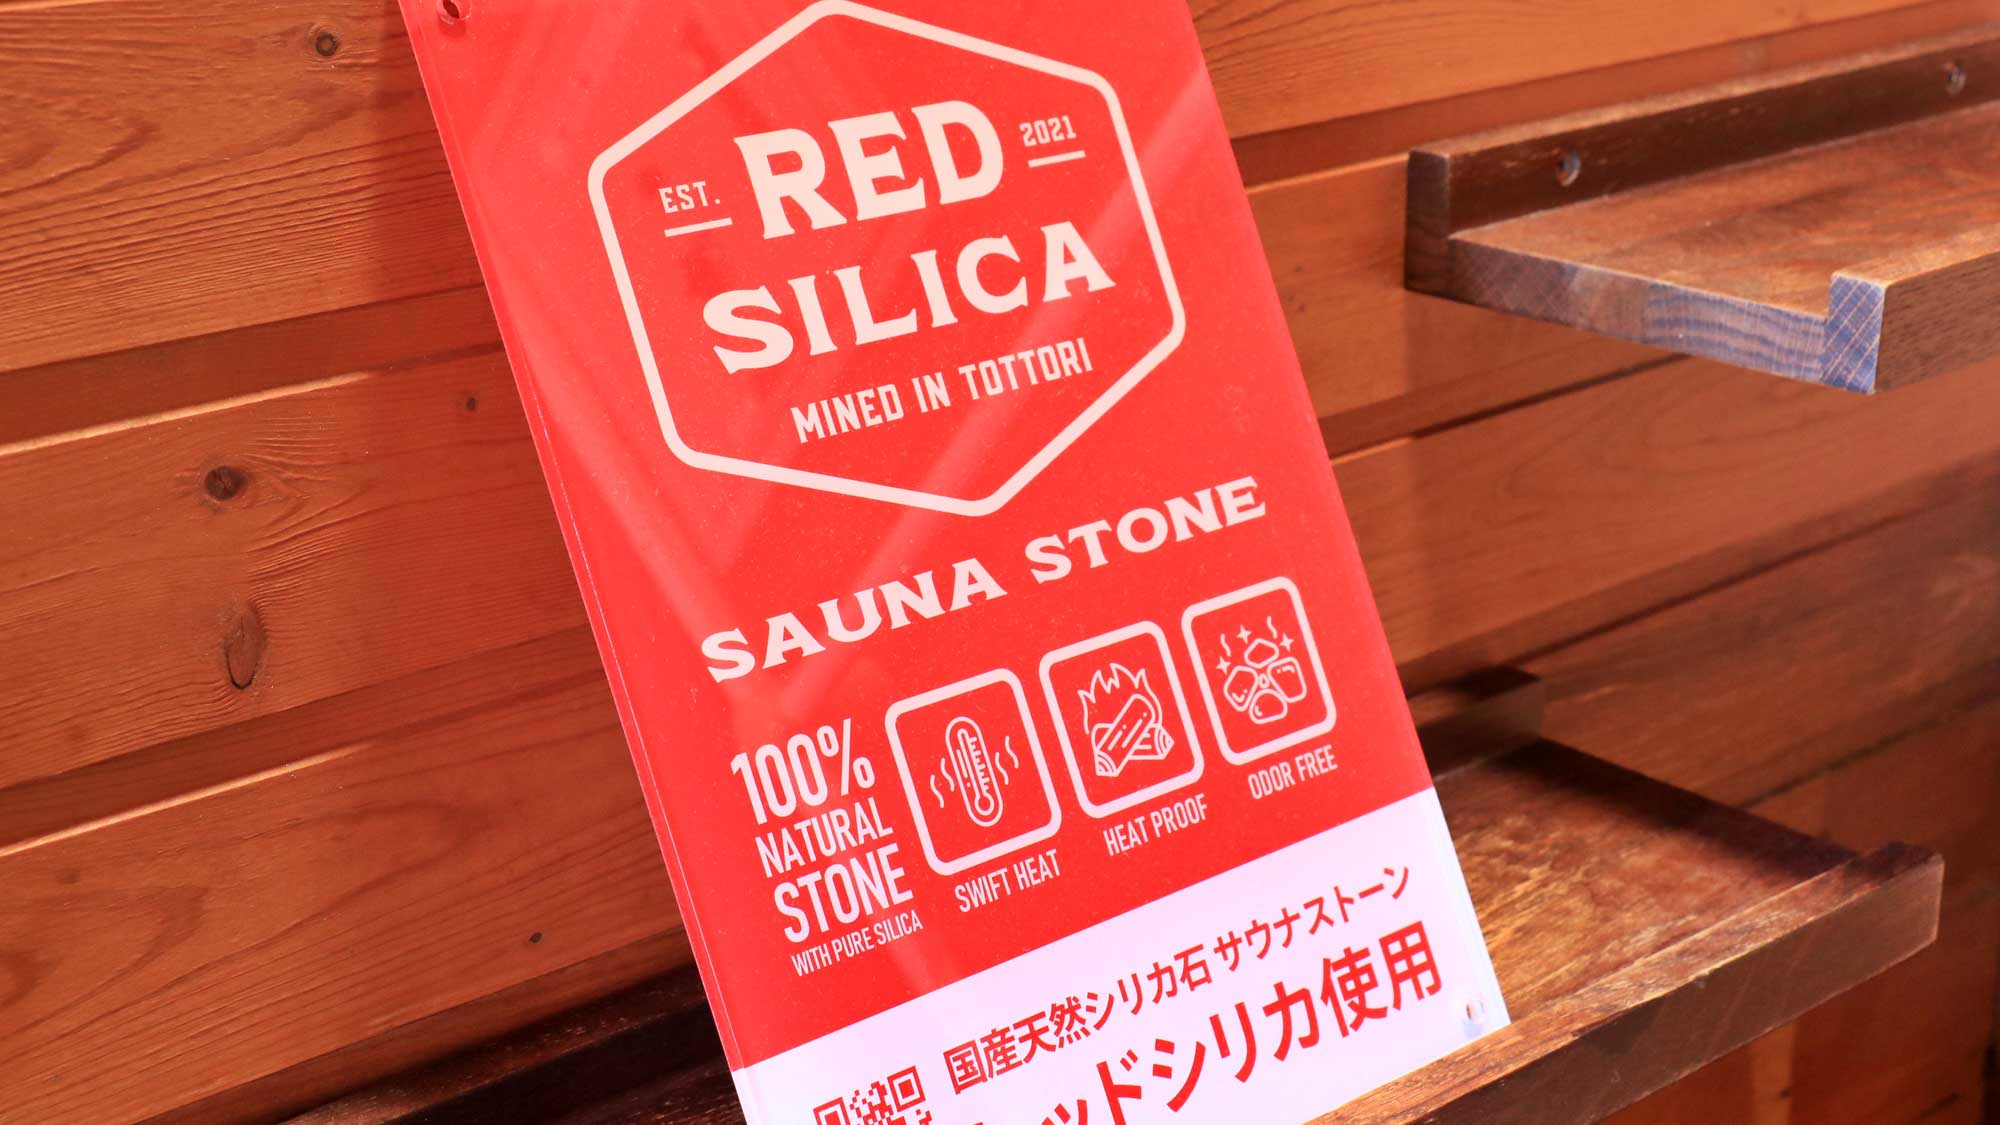 EST. RED 2021
SILICA
MINED IN TOTTORI
SAUNA STONE
100%
NATURAL
STONE
WITH PURE SILICA
SWIFT HEAT
HEAT PROOF
ODOR FREE
国産天然シリカ石 サウナストーン
ッドシリカ使用